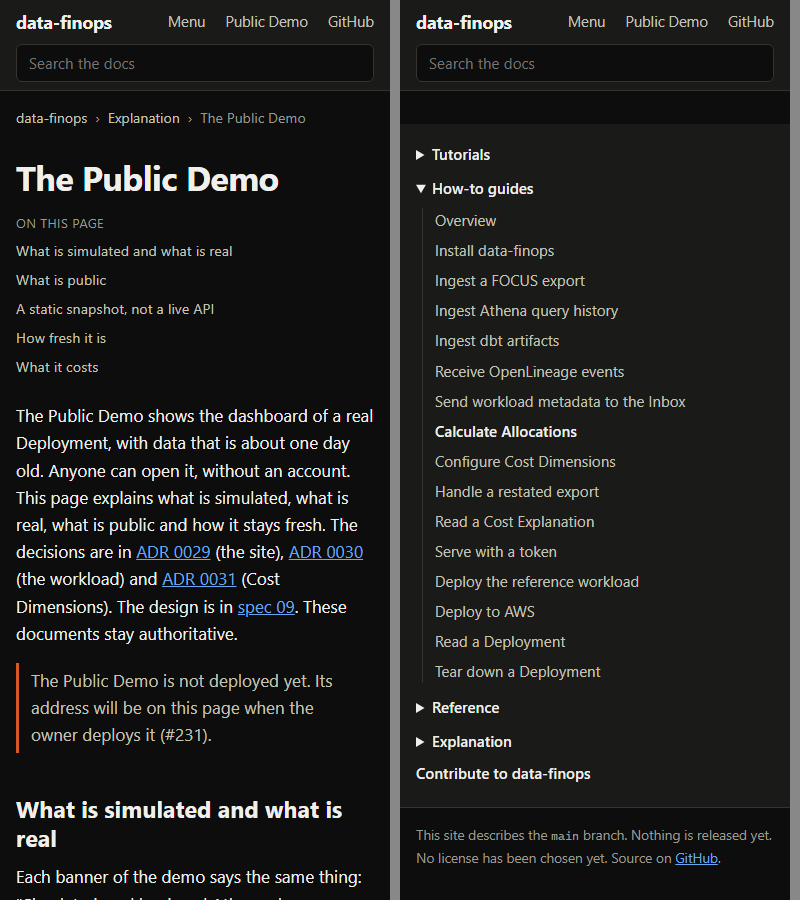 data-finops Menu Public Demo GitHub
Search the docs
data-finops › Explanation › The Public Demo
The Public Demo
ON THIS PAGE
What is simulated and what is real
What is public
A static snapshot, not a live API
How fresh it is
What it costs
The Public Demo shows the dashboard of a real
Deployment, with data that is about one day
old. Anyone can open it, without an account.
This page explains what is simulated, what is
real, what is public and how it stays fresh. The
decisions are in ADR 0029 (the site), ADR 0030
(the workload) and ADR 0031 (Cost
Dimensions). The design is in spec 09. These
documents stay authoritative.
The Public Demo is not deployed yet. Its
address will be on this page when the
owner deploys it (#231).
What is simulated and what is
real
Each banner of the demo says the same thing:
data-finops Menu Public Demo GitHub
Search the docs
▶ Tutorials
▼ How-to guides
Overview
Install data-finops
Ingest a FOCUS export
Ingest Athena query history
Ingest dbt artifacts
Receive OpenLineage events
Send workload metadata to the Inbox
Calculate Allocations
Configure Cost Dimensions
Handle a restated export
Read a Cost Explanation
Serve with a token
Deploy the reference workload
Deploy to AWS
Read a Deployment
Tear down a Deployment
▶ Reference
▶ Explanation
Contribute to data-finops
This site describes the main branch. Nothing is released yet.
No license has been chosen yet. Source on GitHub.